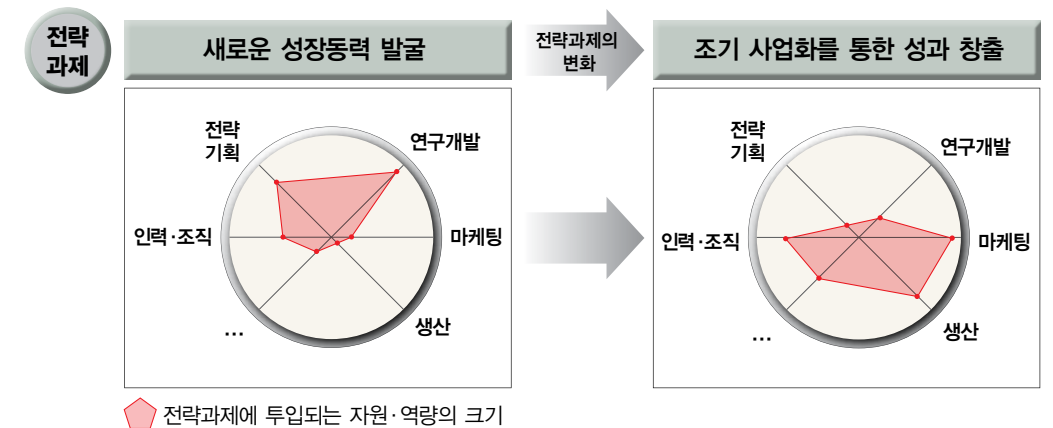 전략
과제
새로운 성장동력 발굴
전략과제의
변화
조기 사업화를 통한 성과 창출
전략
기획
연구개발
인력·조직
마케팅
...
생산
전략
기획
연구개발
인력·조직
마케팅
...
생산
전략과제에 투입되는 자원·역량의 크기